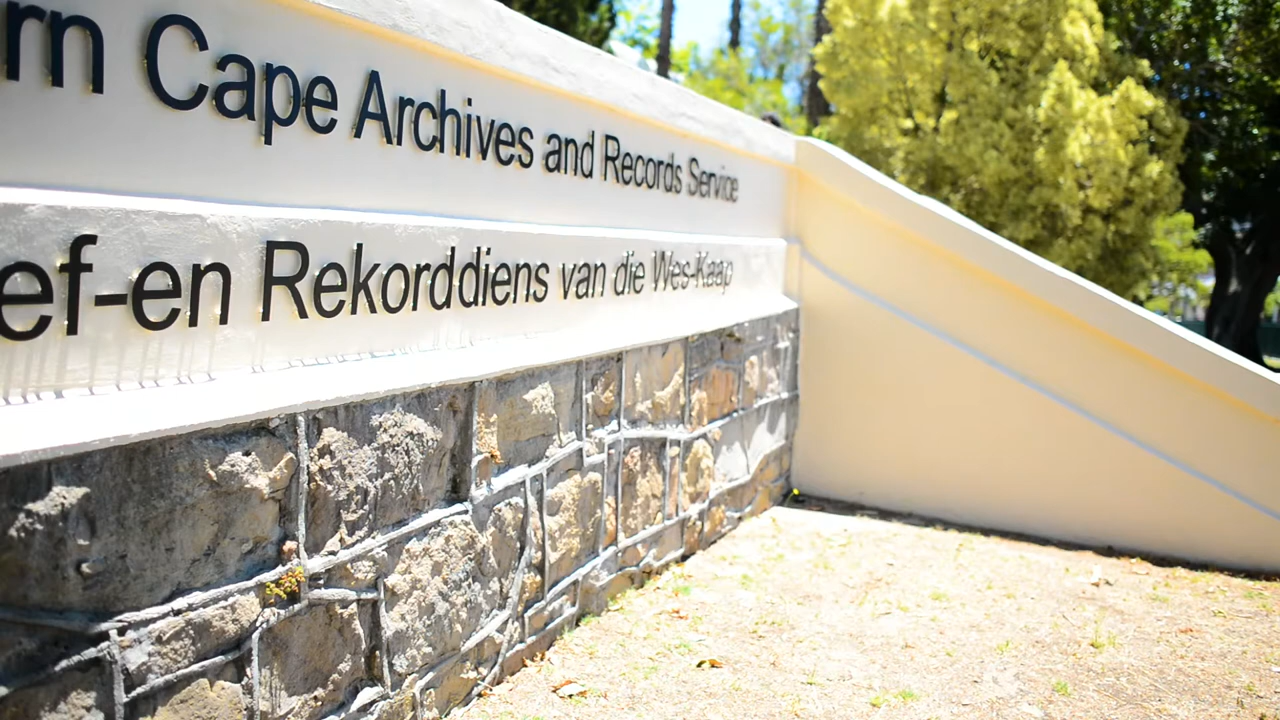 rn Cape Archives and Records Service
ef-en Rekorddiens van die Wes-Kaap